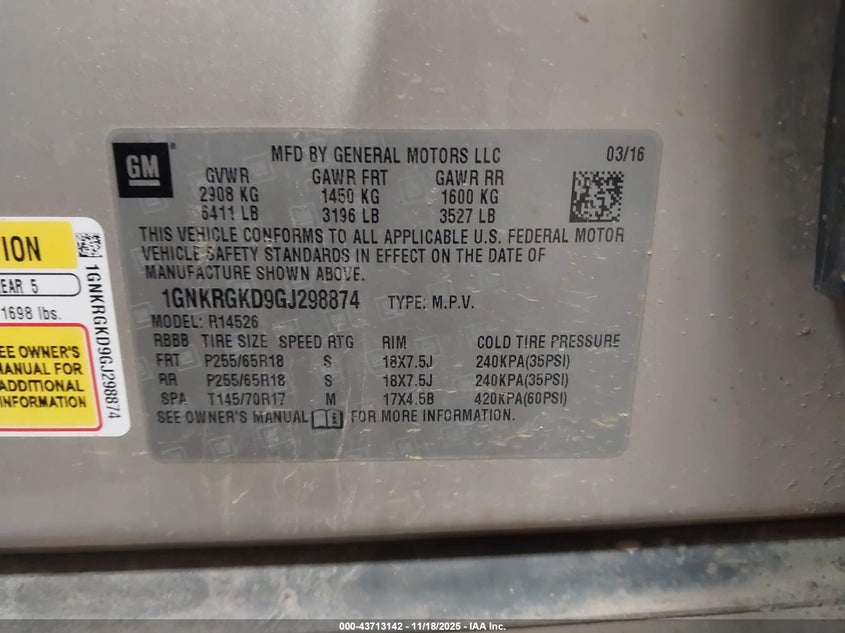 GM
MFD BY GENERAL MOTORS LLC 03/16
GVWR GAWR FRT GAWR RR
2908 KG 1450 KG 1600 KG
6411 LB 3196 LB 3527 LB
THIS VEHICLE CONFORMS TO ALL APPLICABLE U.S. FEDERAL MOTOR
VEHICLE SAFETY STANDARDS IN EFFECT ON THE DATE OF
MANUFACTURE SHOWN ABOVE.
1GNKRGKD9GJ298874 TYPE: M.P.V.
MODEL: R14526
RBBB TIRE SIZE SPEED RTG RIM COLD TIRE PRESSURE
FRT P255/65R18 S 18X7.5J 240KPA(35PSI)
RR P255/65R18 S 18X7.5J 240KPA(35PSI)
SPA T145/70R17 M 17X4.5B 420KPA(60PSI)
SEE OWNER'S MANUAL FOR MORE INFORMATION.
TION
EAR 5
1698 lbs.
EE OWNER'S
MANUAL FOR
ADDITIONAL
INFORMATION
1GNKRGKD9GJ298874
000-43713142 - 11/18/2025 - IAA Inc.